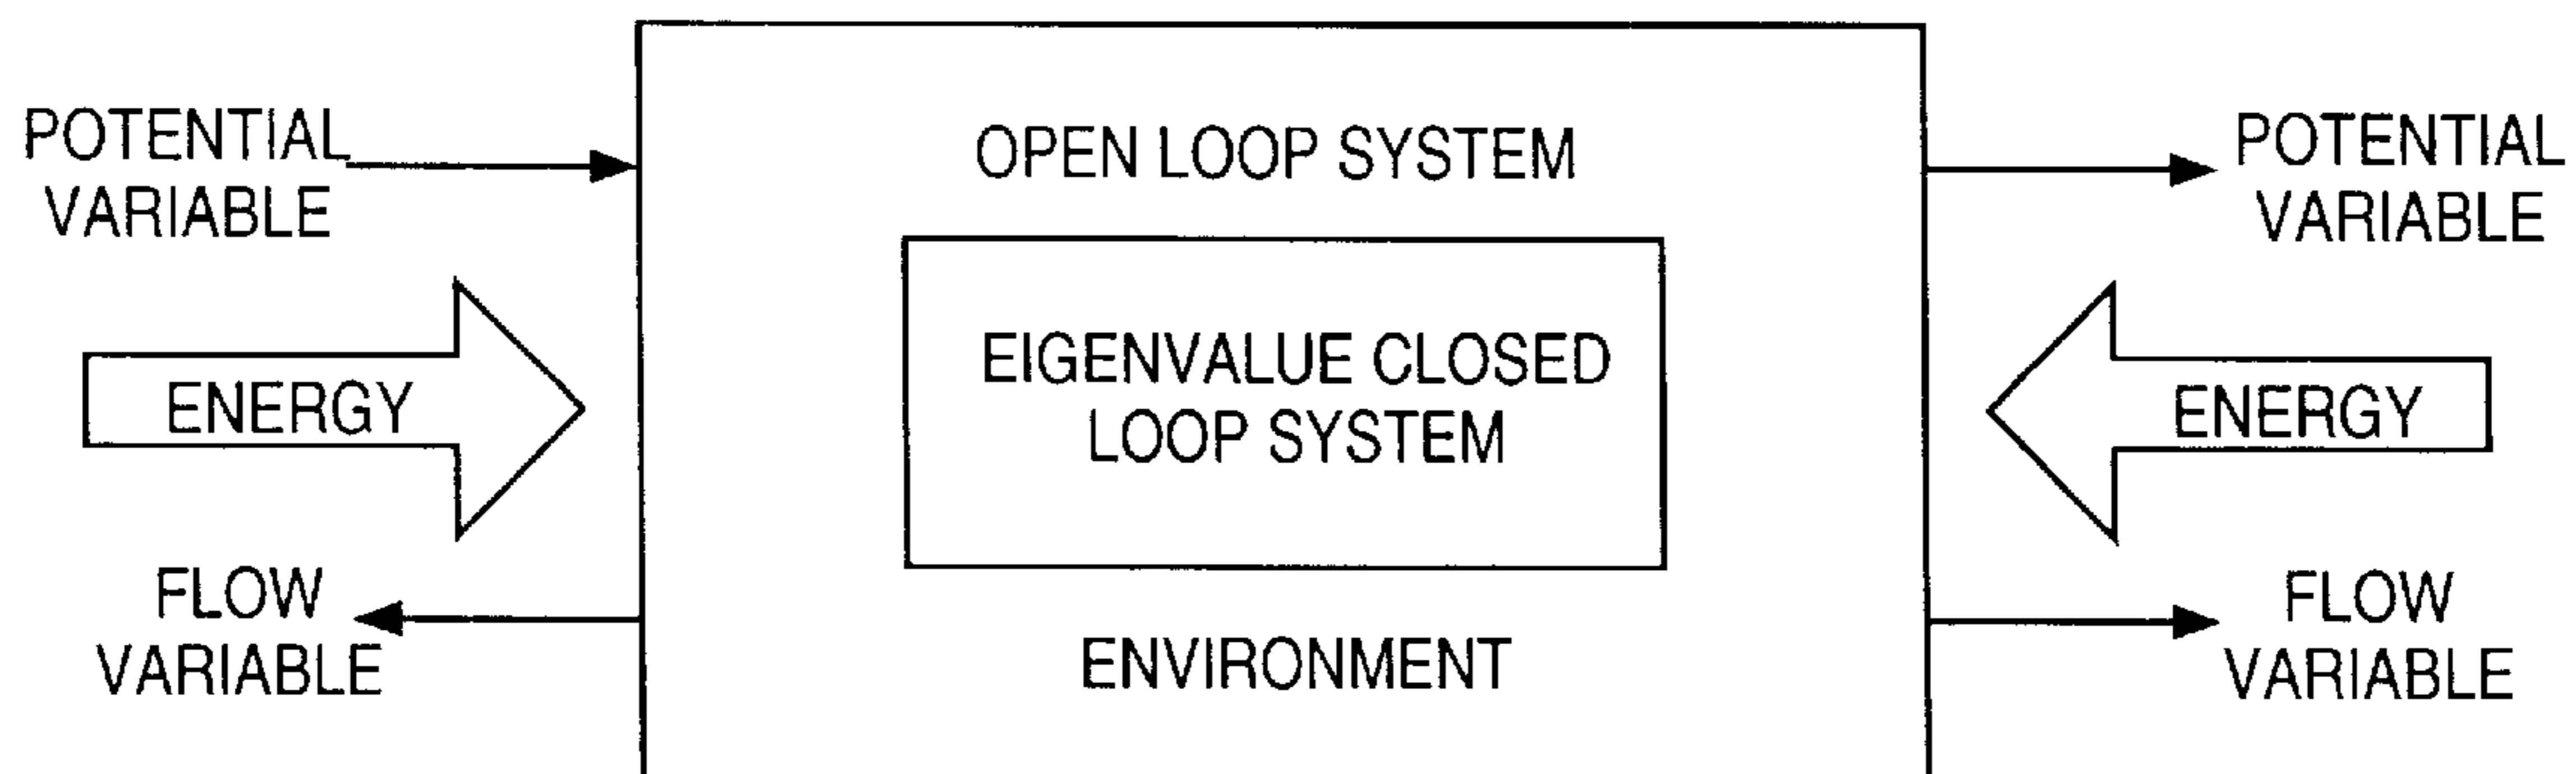 POTENTIAL
VARIABLE
ENERGY
FLOW
VARIABLE
OPEN LOOP SYSTEM
EIGENVALUE CLOSED
LOOP SYSTEM
ENVIRONMENT
POTENTIAL
VARIABLE
ENERGY
FLOW
VARIABLE